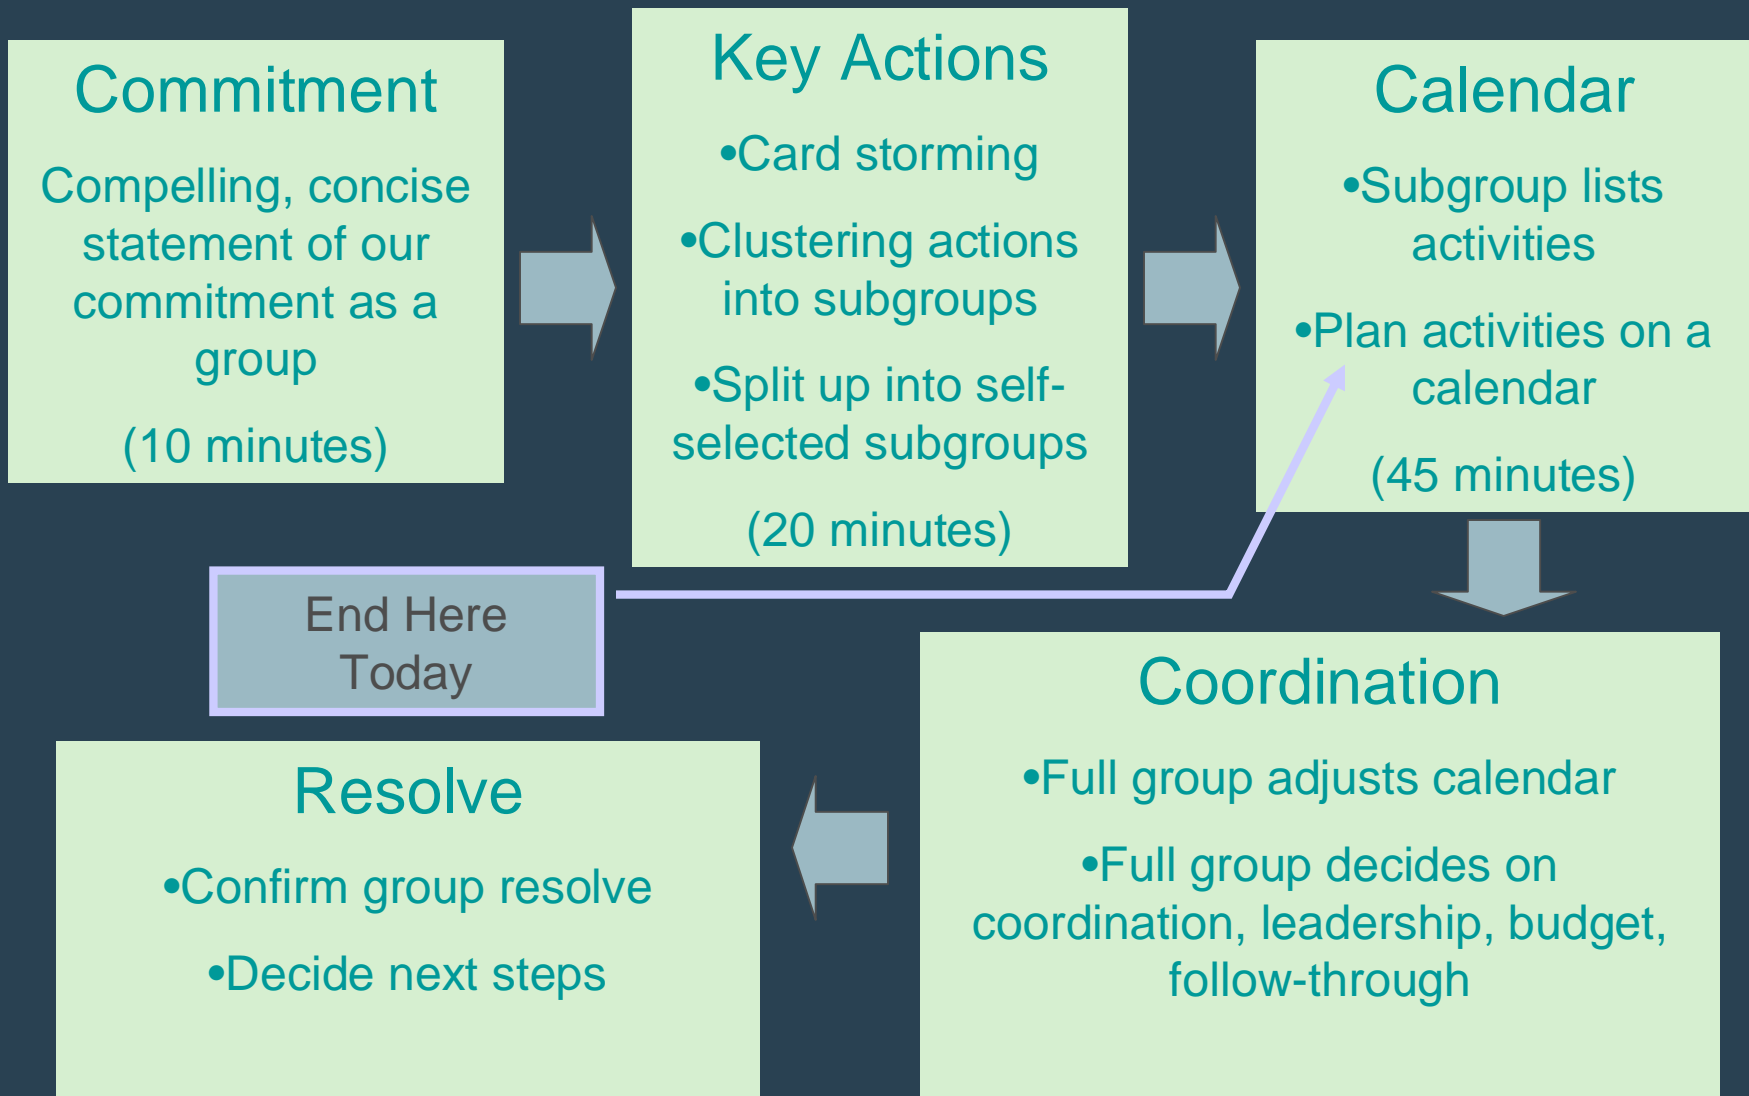 Commitment
Compelling, concise
statement of our
commitment as a
group
(10 minutes)
Key Actions
•Card storming
•Clustering actions
into subgroups
•Split up into self-
selected subgroups
(20 minutes)
Calendar
•Subgroup lists
activities
•Plan activities on a
calendar
(45 minutes)
End Here
Today
Coordination
•Full group adjusts calendar
•Full group decides on
coordination, leadership, budget,
follow-through
Resolve
•Confirm group resolve
•Decide next steps